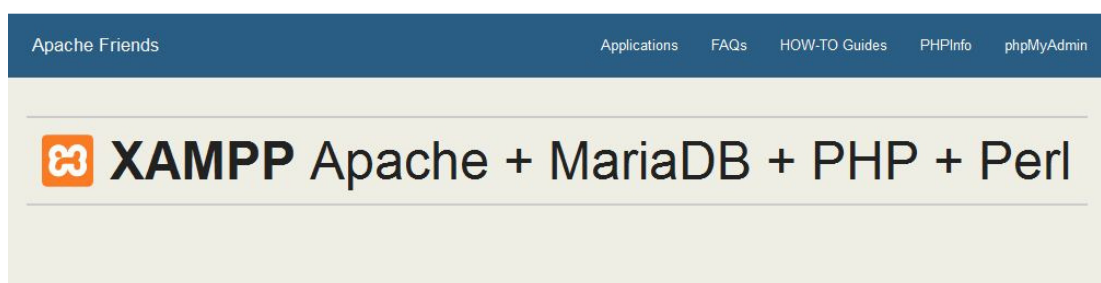 Apache Friends Applications FAQs HOW-TO Guides PHPInfo phpMyAdmin
XAMPP Apache + MariaDB + PHP + Perl